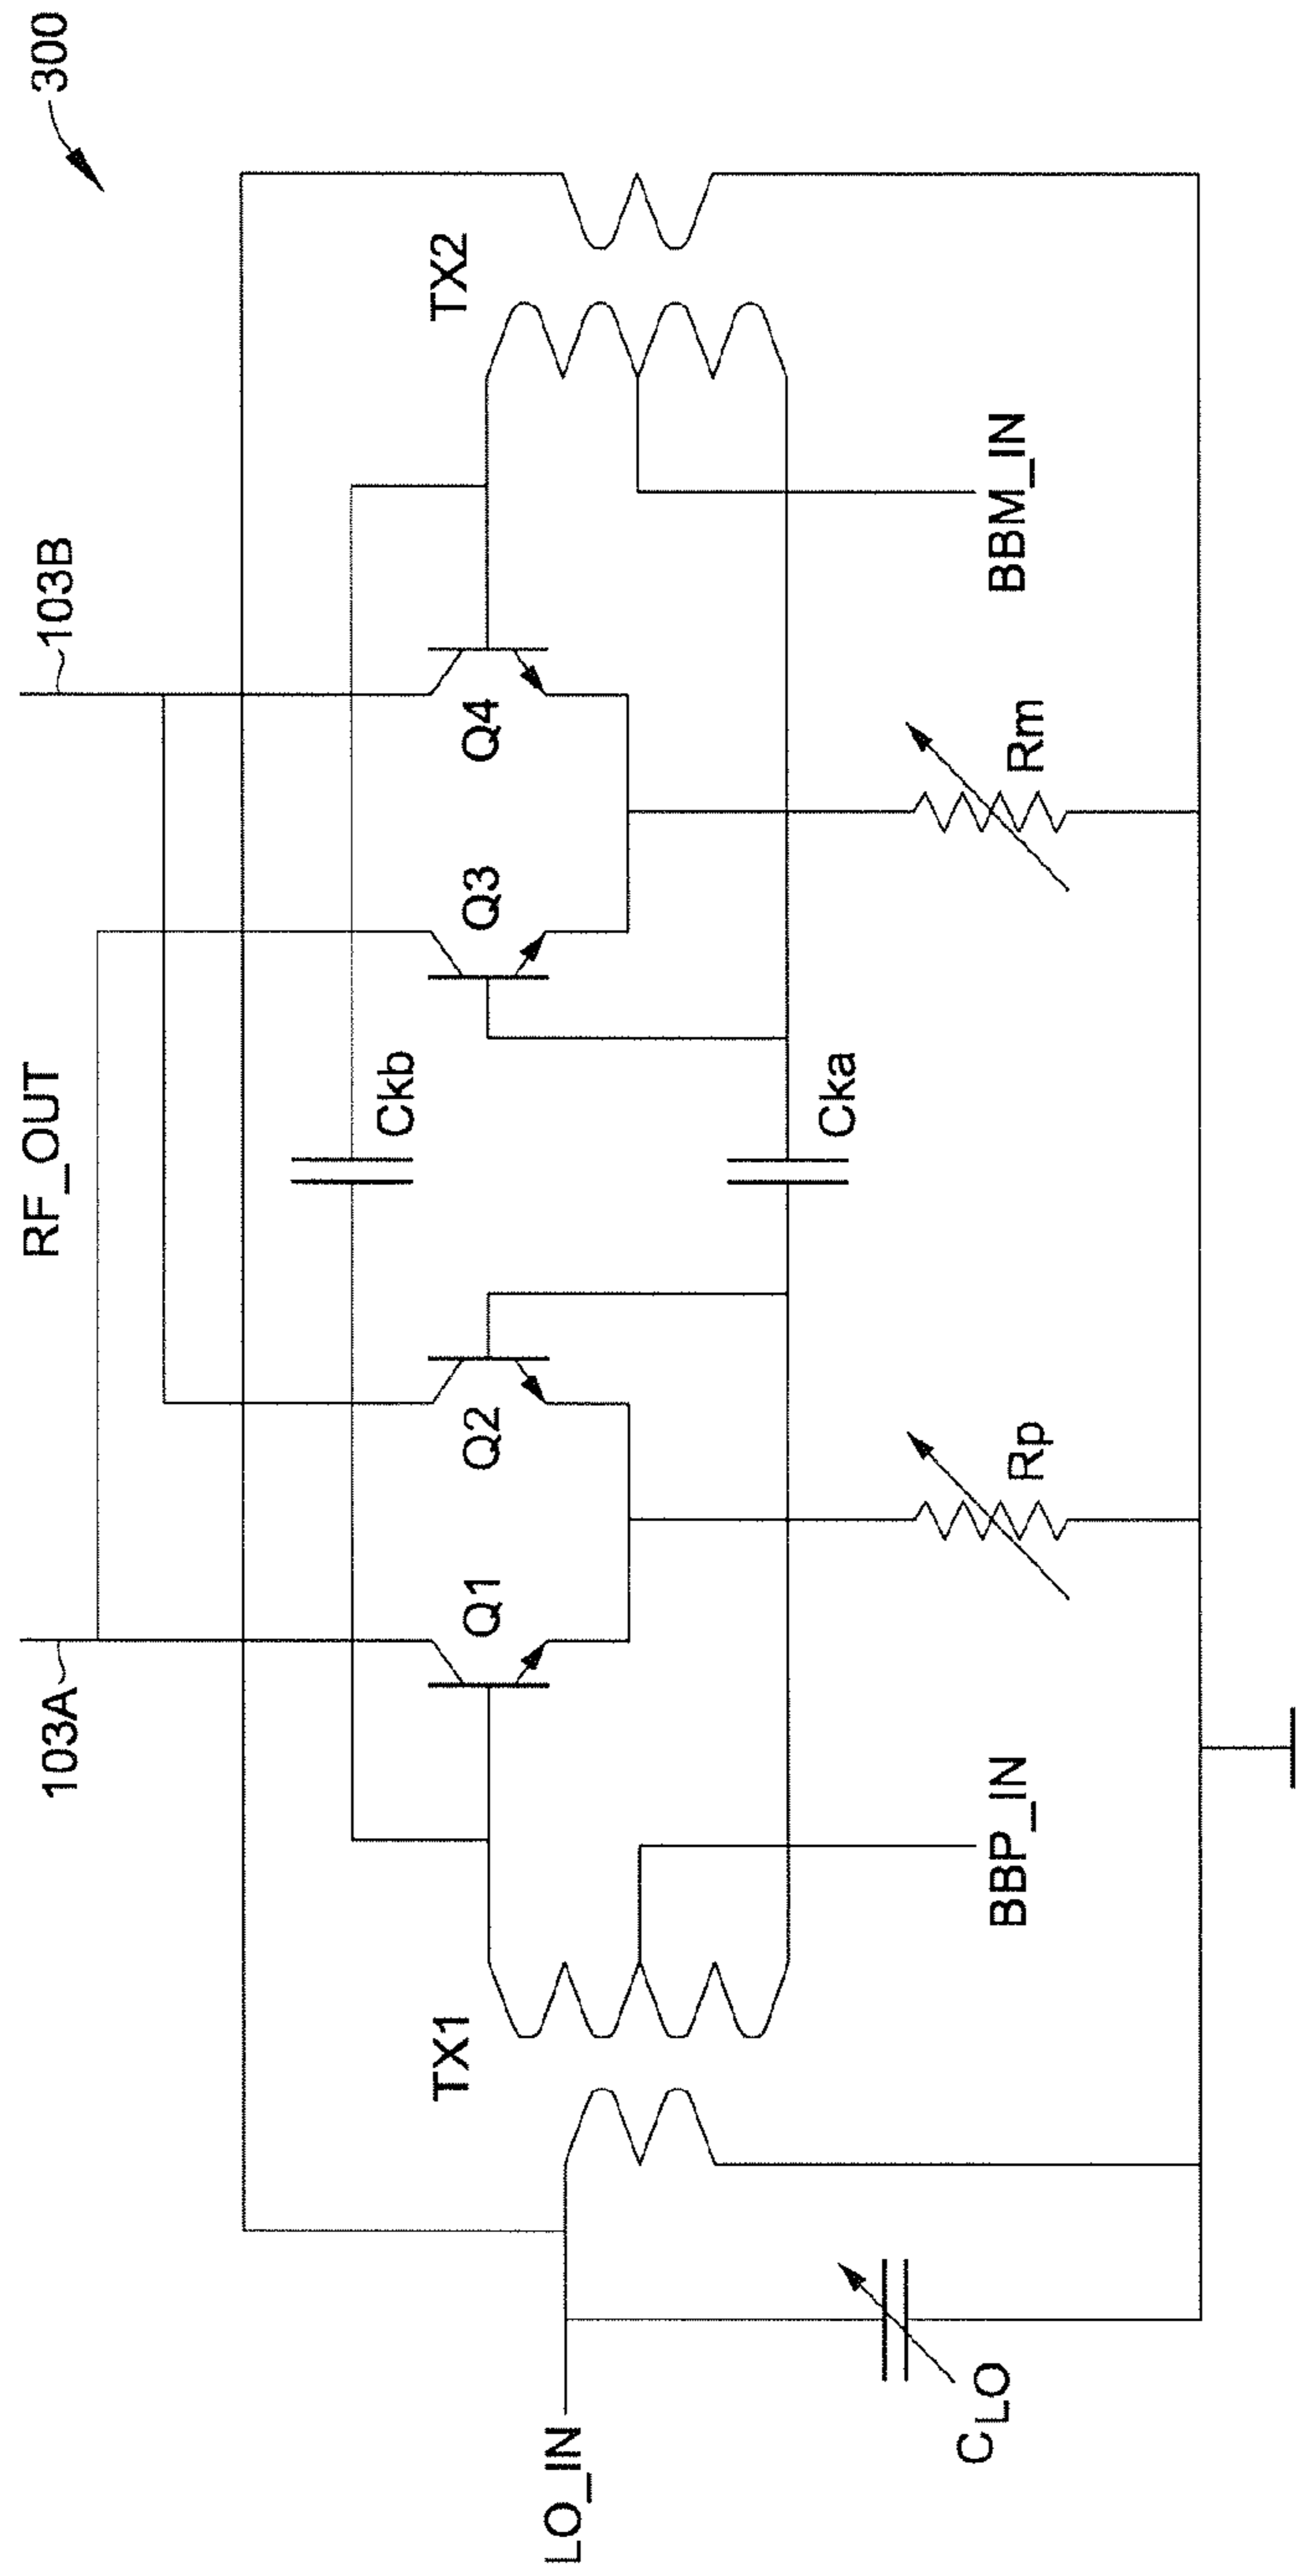 300
RF_OUT
103A
103B
Ckb
TX1
TX2
Q1
Q2
Q3
Q4
Cka
LO_IN
CLO
BBP_IN
Rp
Rm
BBM_IN